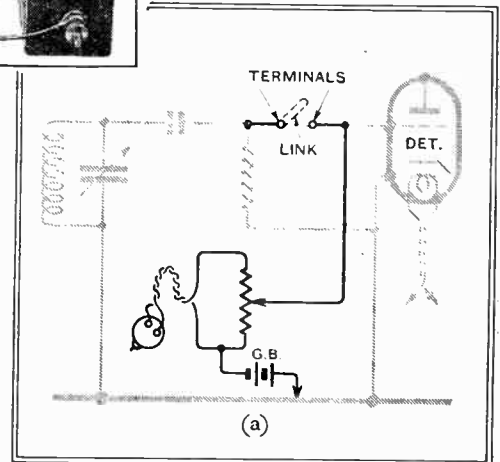 TERMINALS
LINK
DET.
G.B.
(a)